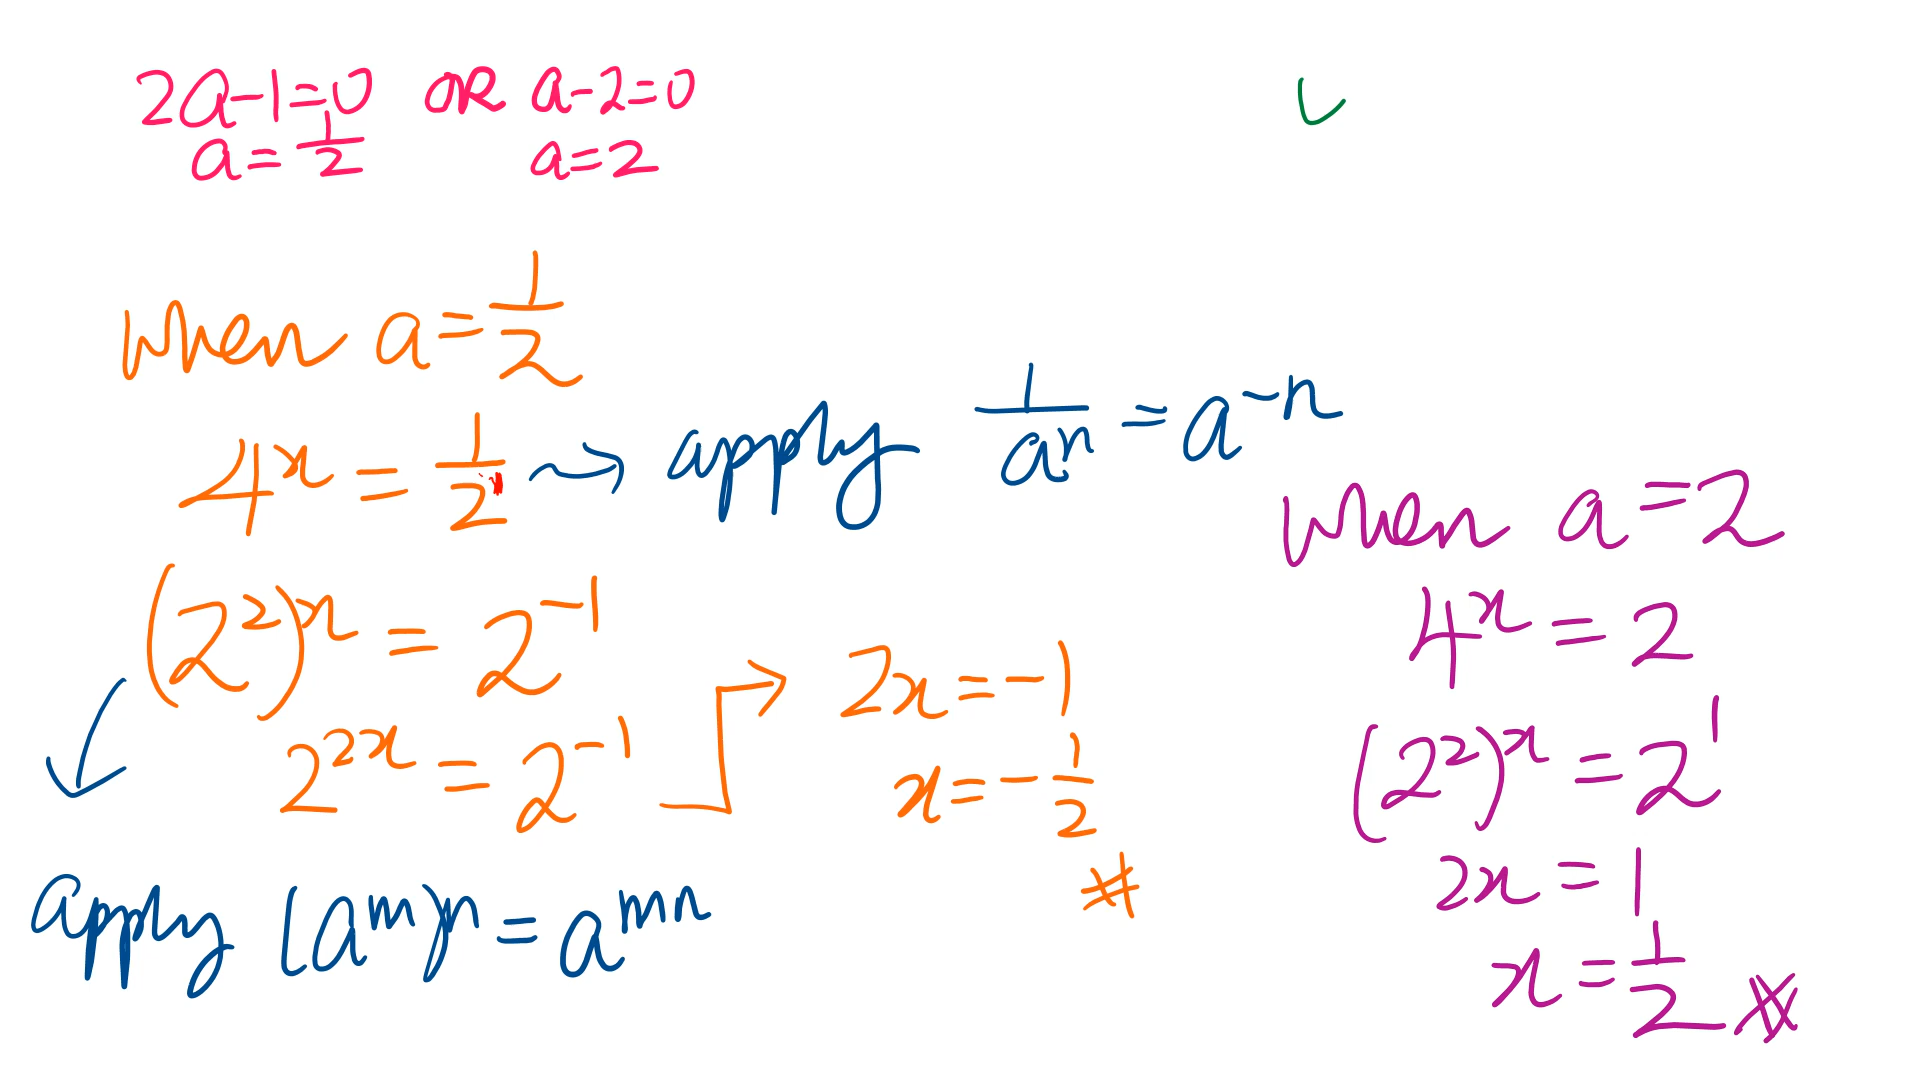 2a-1=0 OR a-2=0
a=1/2 a=2
when a=1/2
4^x = 1/2 → apply 1/a^n = a^-n
(2^2)^x = 2^-1
2^2x = 2^-1
apply (a^m)^n = a^mn
2x=-1
x=-1/2
when a=2
4^x = 2
(2^2)^x = 2^1
2x = 1
x = 1/2